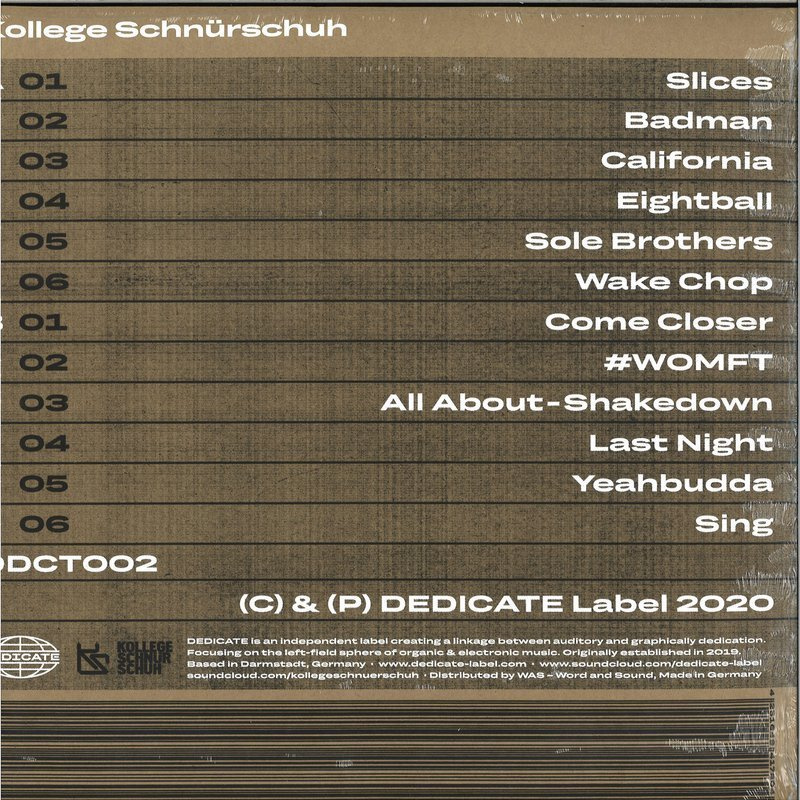 Kollege Schnürschuh
01 Slices
02 Badman
03 California
04 Eightball
05 Sole Brothers
06 Wake Chop
01 Come Closer
02 #WOMFT
03 All About-Shakedown
04 Last Night
05 Yeahbudda
06 Sing
DDCT002
(C) & (P) DEDICATE Label 2020
DEDICATE
KOLLEGE
SCHNÜR
SCHUH
DEDICATE is an independent label creating a linkage between auditory and graphically dedication.
Focusing on the left-field sphere of organic & electronic music. Originally established in 2019.
Based in Darmstadt, Germany · www.dedicate-label.com · www.soundcloud.com/dedicate-label
soundcloud.com/kollegeschnuerschuh · Distributed by WAS – Word and Sound, Made in Germany